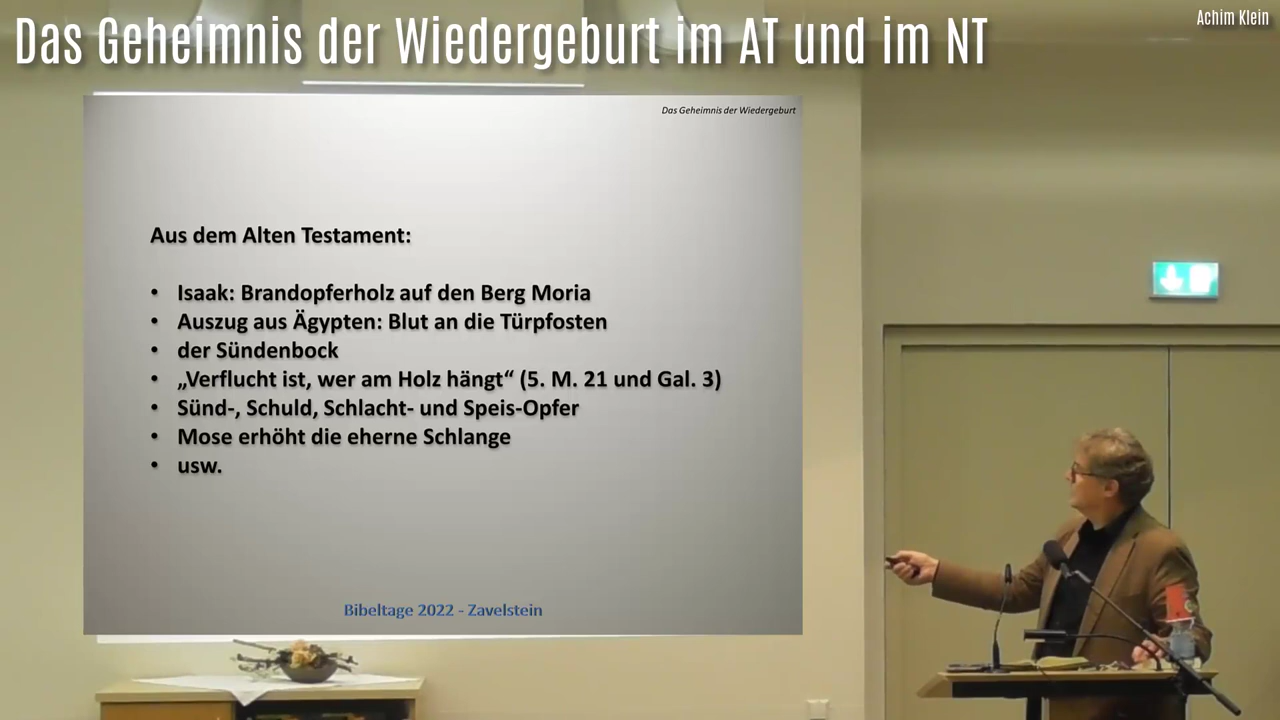 Das Geheimnis der Wiedergeburt im AT und im NT
Achim Klein
Das Geheimnis der Wiedergeburt
Aus dem Alten Testament:
• Isaak: Brandopferholz auf den Berg Moria
• Auszug aus Ägypten: Blut an die Türpfosten
• der Sündenbock
• „Verflucht ist, wer am Holz hängt“ (5. M. 21 und Gal. 3)
• Sünd-, Schuld, Schlacht- und Speis-Opfer
• Mose erhöht die eherne Schlange
• usw.
Bibeltage 2022 - Zavelstein